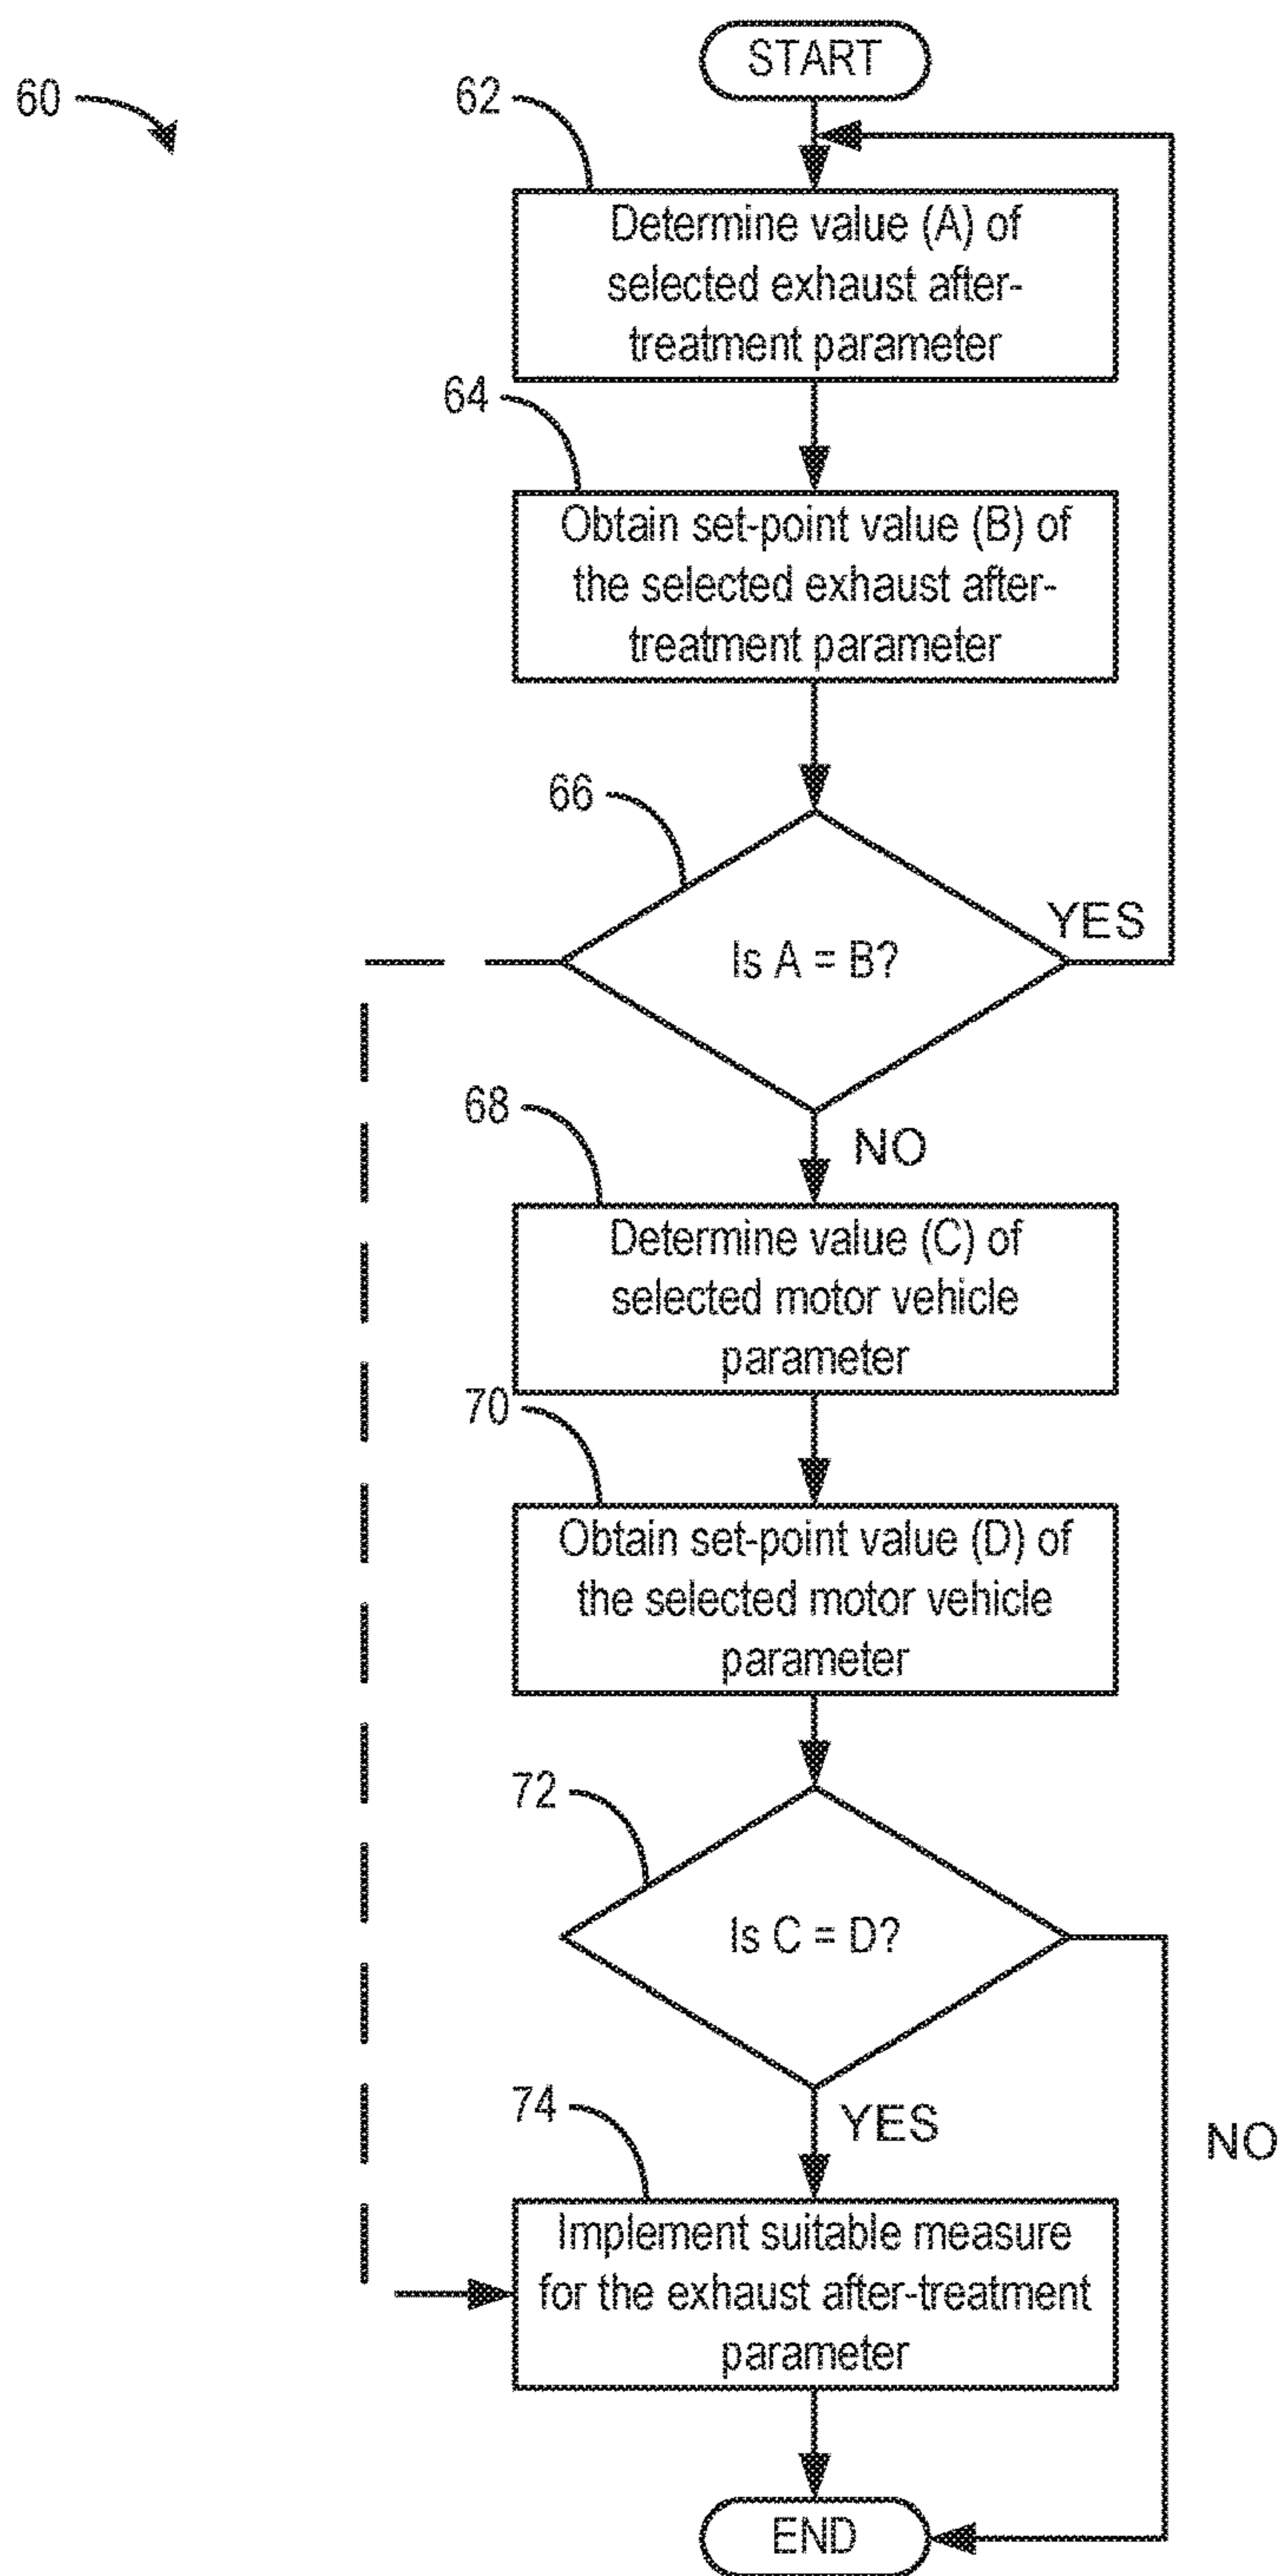 START
60
62
Determine value (A) of
selected exhaust after-
treatment parameter
64
Obtain set-point value (B) of
the selected exhaust after-
treatment parameter
66
Is A = B?
YES
NO
68
Determine value (C) of
selected motor vehicle
parameter
70
Obtain set-point value (D) of
the selected motor vehicle
parameter
72
Is C = D?
YES
NO
74
Implement suitable measure
for the exhaust after-treatment
parameter
END